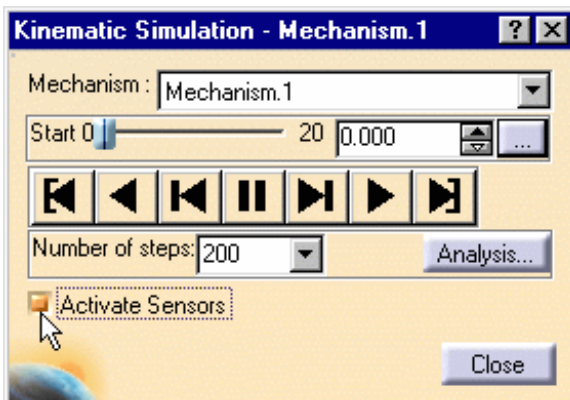 Kinematic Simulation - Mechanism.1 ? ×
Mechanism : Mechanism.1
Start 0 20 0.000 ...
Number of steps: 200 Analysis...
Activate Sensors
Close